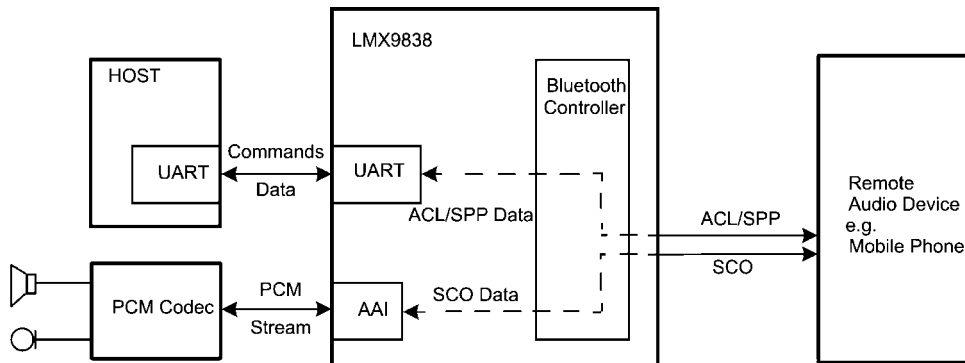 LMX9838
HOST
Bluetooth
Controller
UART
Commands
Data
UART
ACL/SPP Data
ACL/SPP
SCO
Remote
Audio Device
e.g.
Mobile Phone
PCM Codec
PCM
Stream
AAI
SCO Data